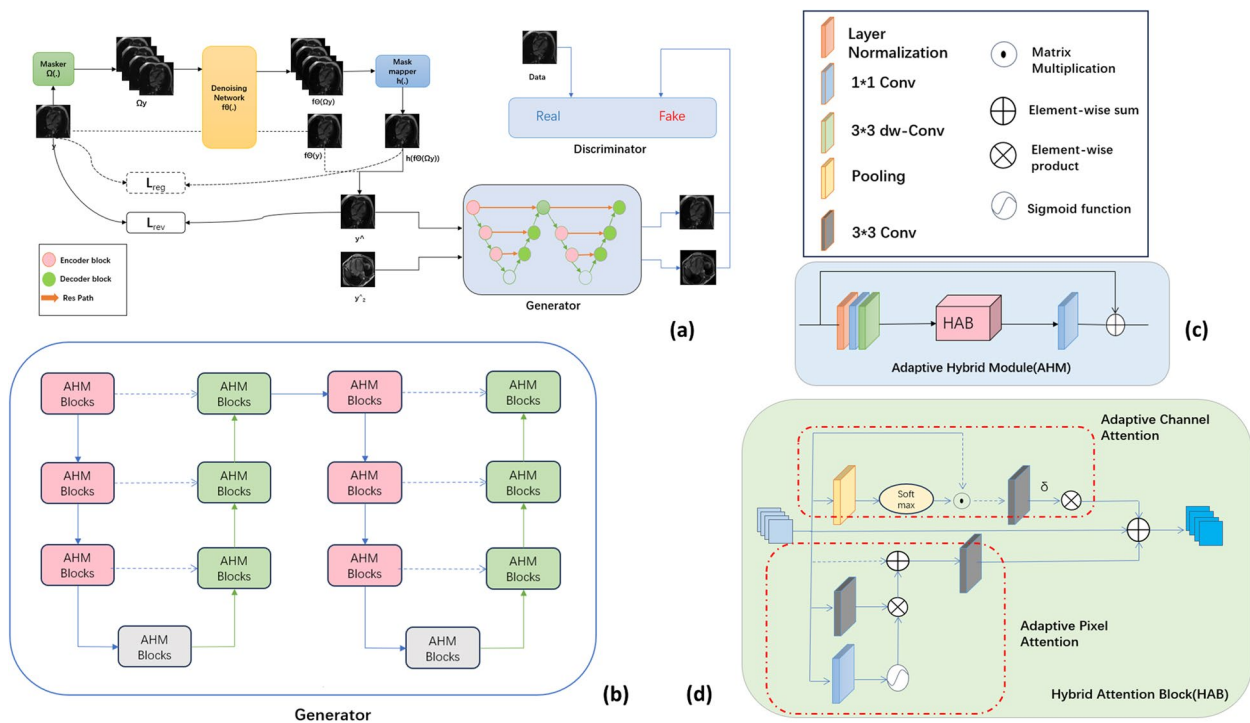 Masker
Ω(.)
Ωy
Denoising
Network
fθ(.)
fΘ(Ωy)
Mask
mapper
h(.)
y
fΘ(y)
h(fΘ(Ωy))
Lreg
Lrev
y^
y^2
Encoder block
Decoder block
Res Path
Data
Real
Fake
Discriminator
Generator
(a)
AHM
Blocks
AHM
Blocks
AHM
Blocks
AHM
Blocks
AHM
Blocks
AHM
Blocks
AHM
Blocks
AHM
Blocks
AHM
Blocks
AHM
Blocks
AHM
Blocks
AHM
Blocks
AHM
Blocks
AHM
Blocks
(b)
Generator
Layer
Normalization
1*1 Conv
3*3 dw-Conv
Pooling
3*3 Conv
Matrix
Multiplication
Element-wise sum
Element-wise
product
Sigmoid function
HAB
(c)
Adaptive Hybrid Module(AHM)
Adaptive Channel
Attention
Soft
max
δ
Adaptive Pixel
Attention
(d)
Hybrid Attention Block(HAB)